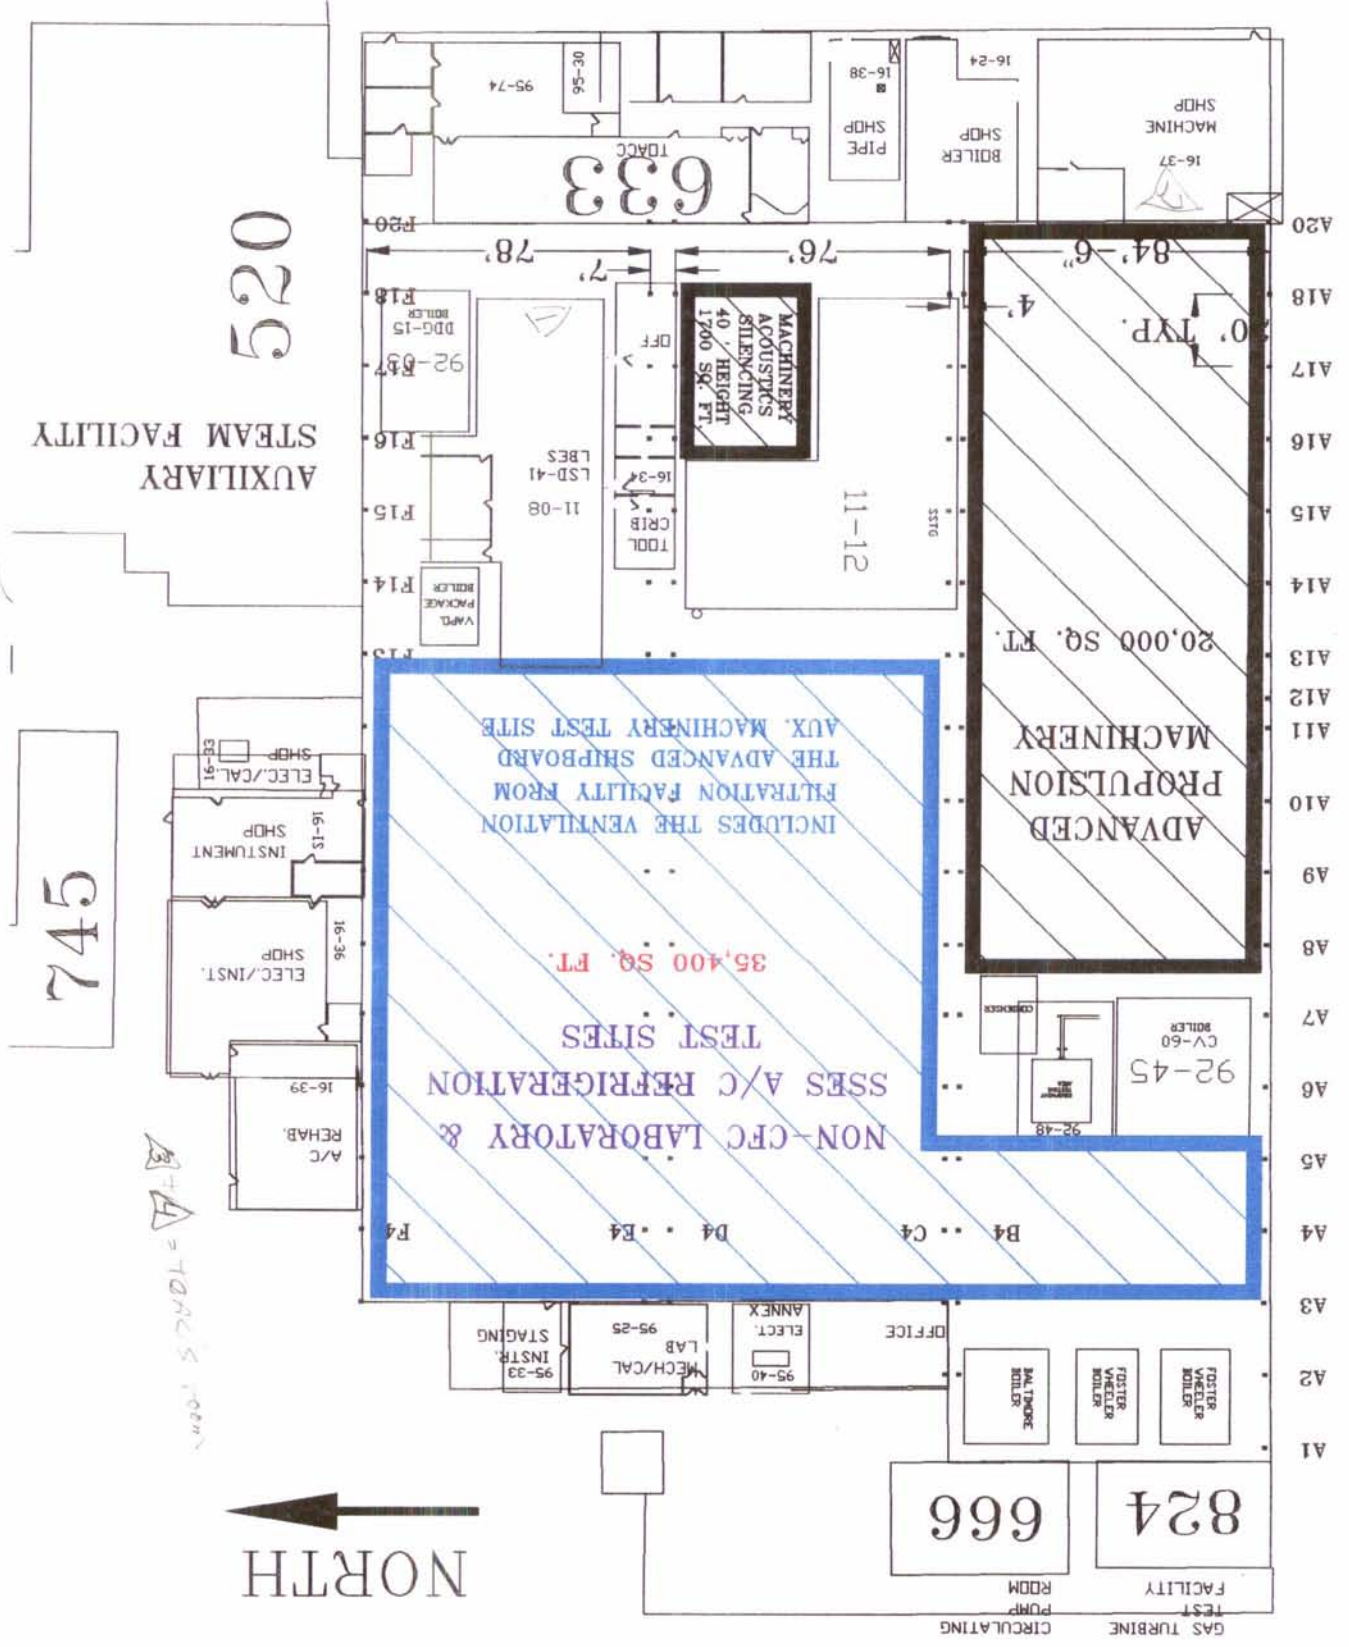 GAS TURBINE
TEST
FACILITY
CIRCULATING
PUMP
ROOM
824
666
NORTH
A1
A2
FOSTER
WHEELER
BOILER
FOSTER
WHEELER
BOILER
BALTIMORE
BOILER
OFFICE
95-40
ELECT.
ANNEX
MECH/CAL
LAB
95-25
95-33
INSTR.
STAGING
A3
A4
B4
C4
D4
E4
F4
A5
NON-CFC LABORATORY &
SSES A/C REFRIGERATION
TEST SITES
35,400 SQ. FT.
INCLUDES THE VENTILATION
FILTRATION FACILITY FROM
THE ADVANCED SHIPBOARD
AUX. MACHINERY TEST SITE
A/C
REHAB.
16-39
A6
A7
92-45
CV-60
BOILER
92-48
CONDENSER
ELEC./INST.
SHOP
16-36
745
INSTUMENT
SHOP
16-15
ELEC./CAL.
SHOP
16-33
A8
A9
A10
A11
A12
A13
ADVANCED
PROPULSION
MACHINERY
20,000 SQ. FT.
F13
A14
F14
VAPO.
PACKAGE
BOILER
A15
F15
11-12
SSTG
TOOL
CRIB
16-34
11-08
LSD-41
LBES
A16
F16
AUXILIARY
STEAM FACILITY
520
MACHINERY
ACOUSTICS
SILENCING
40 ' HEIGHT
1700 SQ. FT.
OFF
A17
F17
92-03
DDG-15
BOILER
20' TYP.
A18
F18
4'
7'
84'-6"
76'
78'
A20
F20
16-37
MACHINE
SHOP
BOILER
SHOP
16-24
PIPE
SHOP
16-38
633
TOACC
95-30
95-74